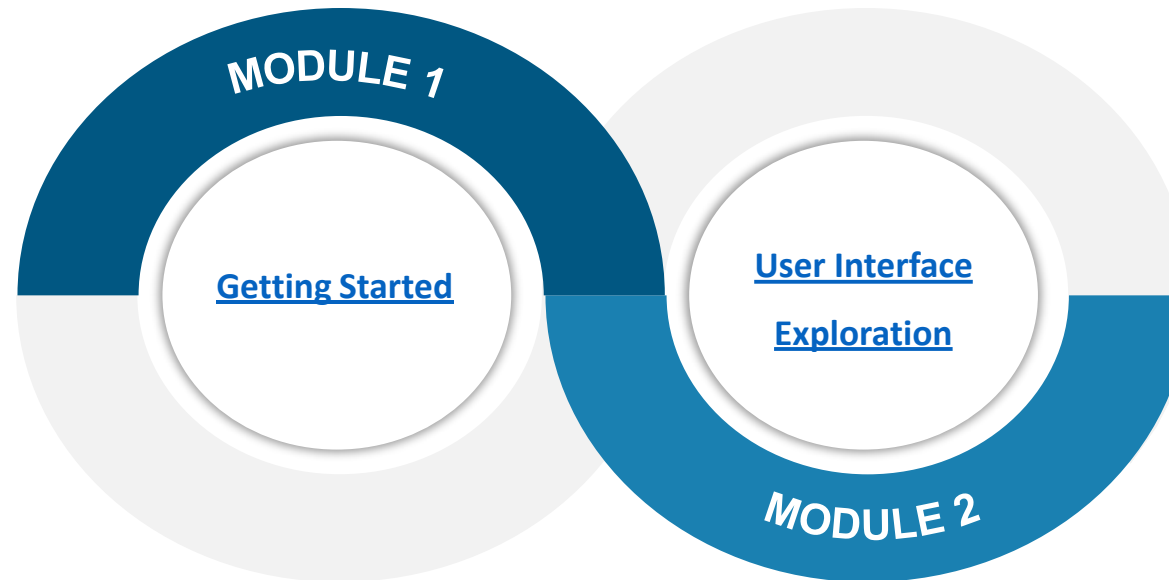 MODULE 1
Getting Started
User Interface
Exploration
MODULE 2